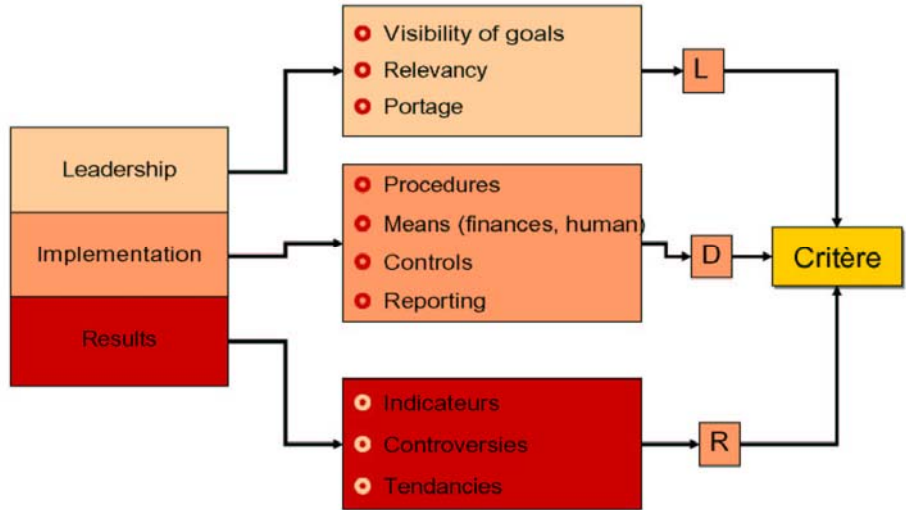 Leadership
Implementation
Results
Visibility of goals
Relevancy
Portage
Procedures
Means (finances, human)
Controls
Reporting
Indicateurs
Controversies
Tendancies
L
D
R
Critère